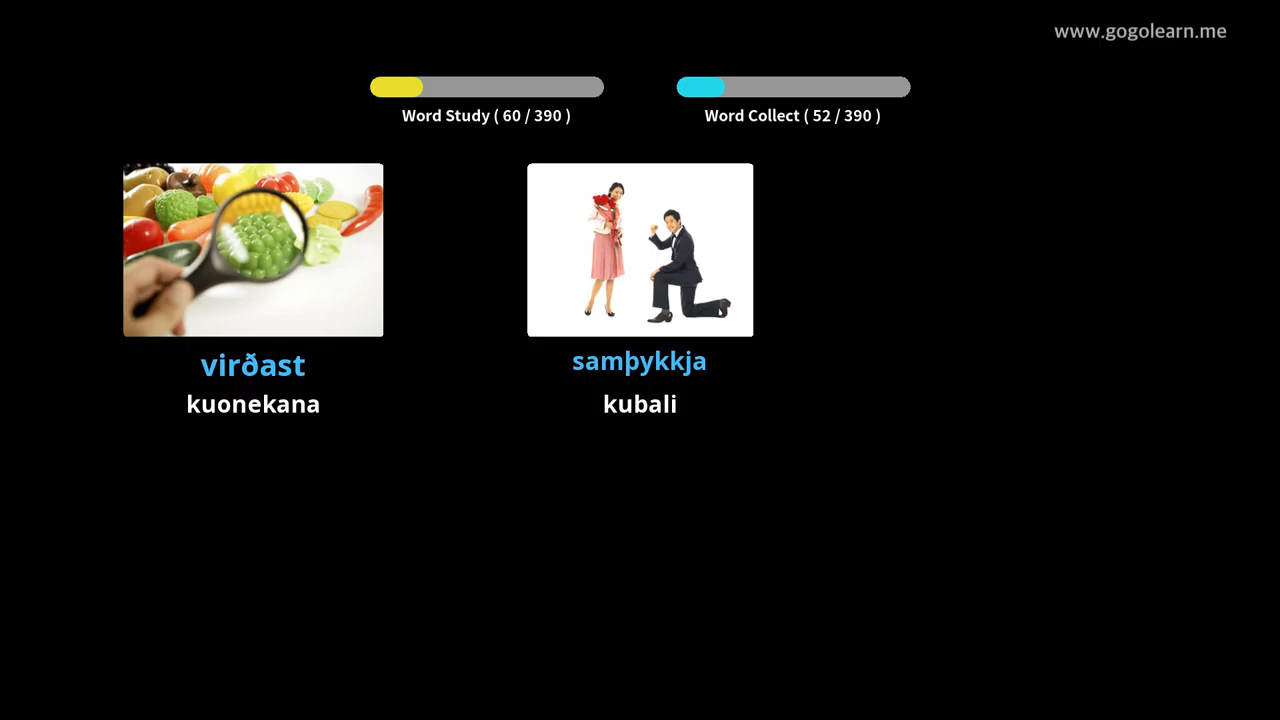 www.gogolearn.me
Word Study ( 60 / 390 )
Word Collect ( 52 / 390 )
virðast
kuonekana
samþykkja
kubali